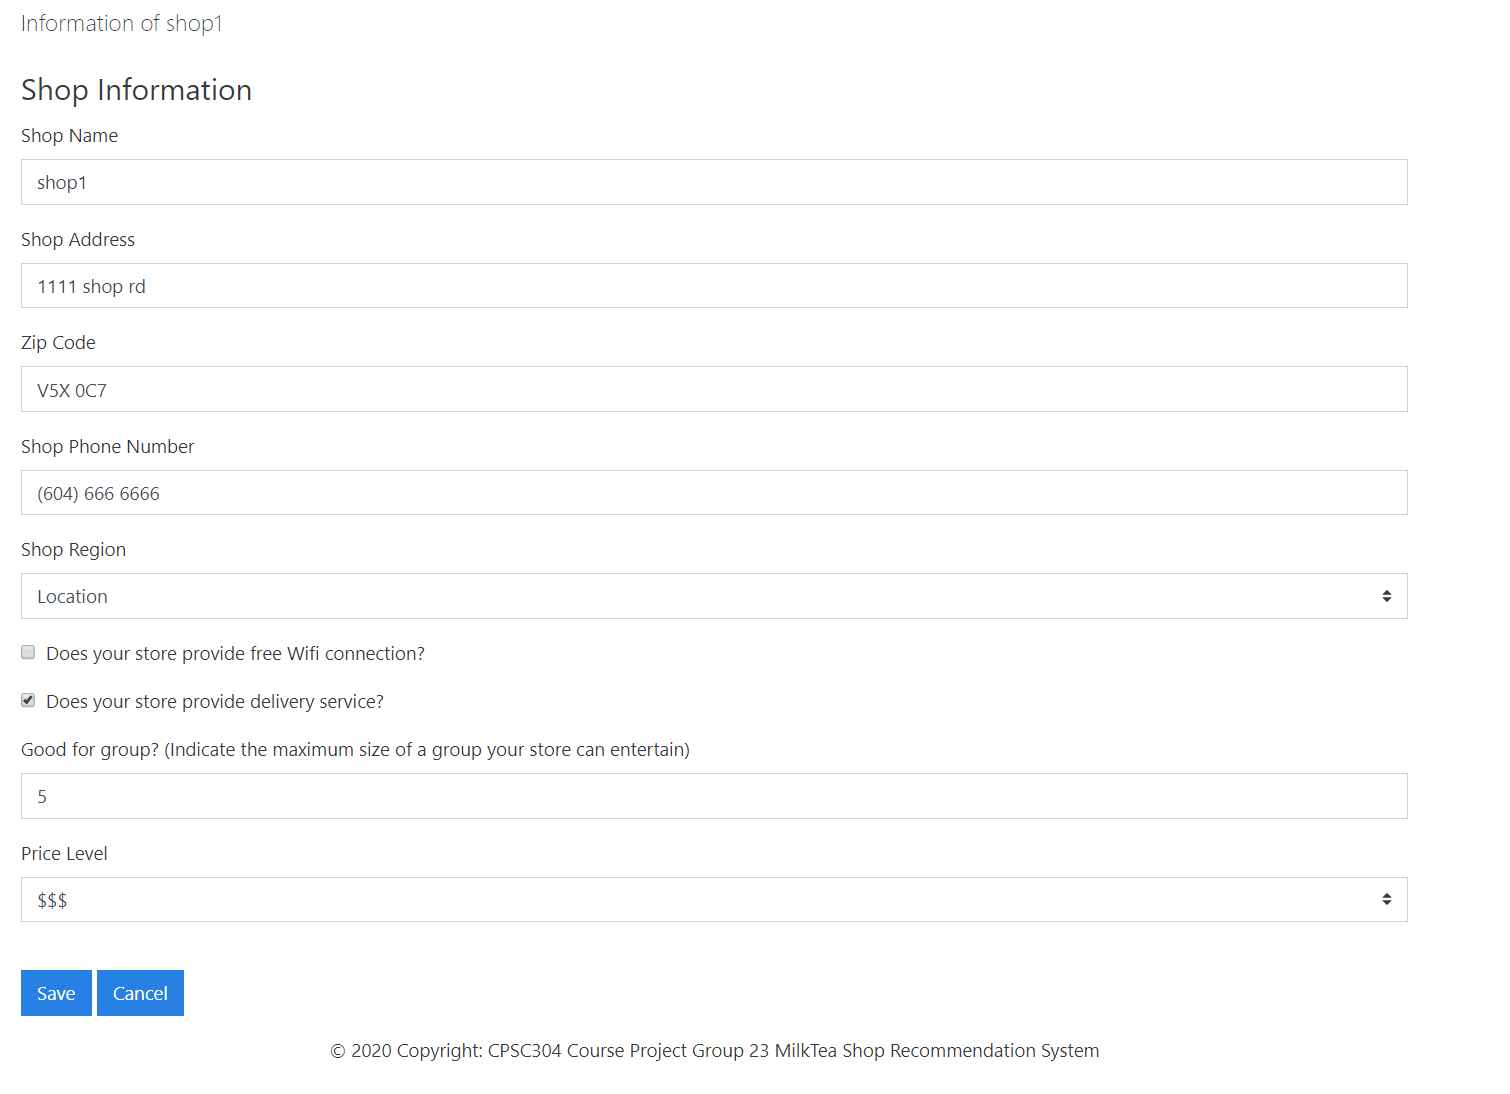 Information of shop1
Shop Information
Shop Name
shop1
Shop Address
1111 shop rd
Zip Code
V5X 0C7
Shop Phone Number
(604) 666 6666
Shop Region
Location
Does your store provide free Wifi connection?
Does your store provide delivery service?
Good for group? (Indicate the maximum size of a group your store can entertain)
5
Price Level
$$$
Save Cancel
© 2020 Copyright: CPSC304 Course Project Group 23 MilkTea Shop Recommendation System